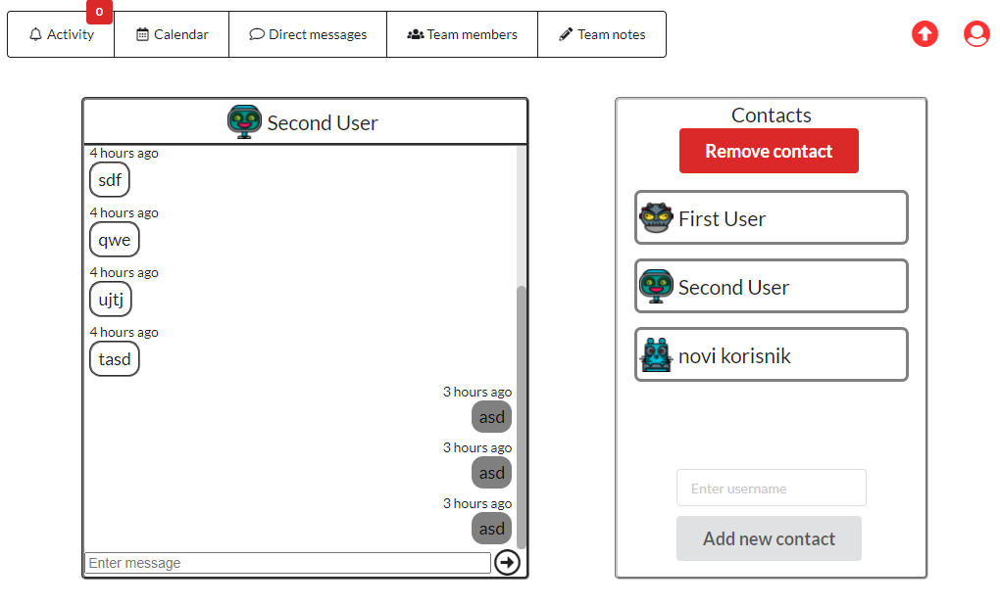 0
Activity
Calendar
Direct messages
Team members
Team notes
Second User
4 hours ago
sdf
4 hours ago
qwe
4 hours ago
ujtj
4 hours ago
tasd
3 hours ago
asd
3 hours ago
asd
3 hours ago
asd
Enter message
Contacts
Remove contact
First User
Second User
novi korisnik
Enter username
Add new contact